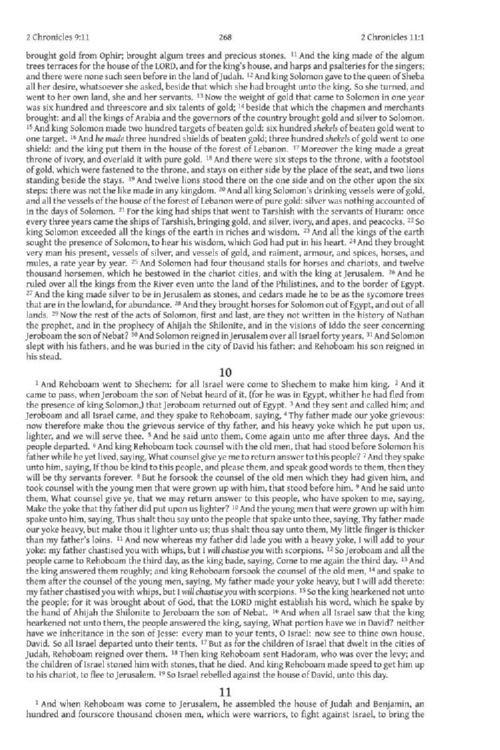 2 Chronicles 9:11 268 2 Chronicles 11:1
brought gold from Ophir; brought algum trees and precious stones. 11 And the king made of the algum
trees terraces for the house of the LORD, and for the king's house, and harps and psalteries for the singers;
and there were none such seen before in the land of Judah. 12 And king Solomon gave to the queen of Sheba
all her desire, whatsoever she asked, beside that which she had brought unto the king. So she turned, and
went to her own land, she and her servants. 13 Now the weight of gold that came to Solomon in one year
was six hundred and threescore and six talents of gold; 14 beside that which the chapmen and merchants
brought: and all the kings of Arabia and the governors of the country brought gold and silver to Solomon.
15 And king Solomon made two hundred targets of beaten gold: six hundred shekels of beaten gold went to
one target. 16 And he made three hundred shields of beaten gold; three hundred shekels of gold went to one
shield: and the king put them in the house of the forest of Lebanon. 17 Moreover the king made a great
throne of ivory, and overlaid it with pure gold. 18 And there were six steps to the throne, with a footstool
of gold, which were fastened to the throne, and stays on either side by the place of the seat, and two lions
standing beside the stays. 19 And twelve lions stood there on the one side and on the other upon the six
steps: there was not the like made in any kingdom. 20 And all king Solomon's drinking vessels were of gold,
and all the vessels of the house of the forest of Lebanon were of pure gold: silver was nothing accounted of
in the days of Solomon. 21 For the king had ships that went to Tarshish with the servants of Huram: once
every three years came the ships of Tarshish, bringing gold, and silver, ivory, and apes, and peacocks. 22 So
king Solomon exceeded all the kings of the earth in riches and wisdom. 23 And all the kings of the earth
sought the presence of Solomon, to hear his wisdom, which God had put in his heart. 24 And they brought
very man his present, vessels of silver, and vessels of gold, and raiment, armour, and spices, horses, and
mules, a rate year by year. 25 And Solomon had four thousand stalls for horses and chariots, and twelve
thousand horsemen, which he bestowed in the chariot cities, and with the king at Jerusalem. 26 And he
ruled over all the kings from the River even unto the land of the Philistines, and to the border of Egypt.
27 And the king made silver to be in Jerusalem as stones, and cedars made he to be as the sycomore trees
that are in the lowland, for abundance. 28 And they brought horses for Solomon out of Egypt, and out of all
lands. 29 Now the rest of the acts of Solomon, first and last, are they not written in the history of Nathan
the prophet, and in the prophecy of Ahijah the Shilonite, and in the visions of Iddo the seer concerning
Jeroboam the son of Nebat? 30 And Solomon reigned in Jerusalem over all Israel forty years. 31 And Solomon
slept with his fathers, and he was buried in the city of David his father: and Rehoboam his son reigned in
his stead.
10
1 And Rehoboam went to Shechem: for all Israel were come to Shechem to make him king. 2 And it
came to pass, when Jeroboam the son of Nebat heard of it, (for he was in Egypt, whither he had fled from
the presence of king Solomon,) that Jeroboam returned out of Egypt. 3 And they sent and called him; and
Jeroboam and all Israel came, and they spake to Rehoboam, saying, 4 Thy father made our yoke grievous:
now therefore make thou the grievous service of thy father, and his heavy yoke which he put upon us,
lighter, and we will serve thee. 5 And he said unto them, Come again unto me after three days. And the
people departed. 6 And king Rehoboam took counsel with the old men, that had stood before Solomon his
father while he yet lived, saying, What counsel give ye me to return answer to this people? 7 And they spake
unto him, saying, If thou be kind to this people, and please them, and speak good words to them, then they
will be thy servants forever. 8 But he forsook the counsel of the old men which they had given him, and
took counsel with the young men that were grown up with him, that stood before him. 9 And he said unto
them, What counsel give ye, that we may return answer to this people, who have spoken to me, saying,
Make the yoke that thy father did put upon us lighter? 10 And the young men that were grown up with him
spake unto him, saying, Thus shalt thou say unto the people that spake unto thee, saying, Thy father made
our yoke heavy, but make thou it lighter unto us; thus shalt thou say unto them, My little finger is thicker
than my father's loins. 11 And now whereas my father did lade you with a heavy yoke, I will add to your
yoke: my father chastised you with whips, but I will chastise you with scorpions. 12 So Jeroboam and all the
people came to Rehoboam the third day, as the king bade, saying, Come to me again the third day. 13 And
the king answered them roughly; and king Rehoboam forsook the counsel of the old men, 14 and spake to
them after the counsel of the young men, saying, My father made your yoke heavy, but I will add thereto:
my father chastised you with whips, but I will chastise you with scorpions. 15 So the king hearkened not unto
the people; for it was brought about of God, that the LORD might establish his word, which he spake by
the hand of Ahijah the Shilonite to Jeroboam the son of Nebat. 16 And when all Israel saw that the king
hearkened not unto them, the people answered the king, saying, What portion have we in David? neither
have we inheritance in the son of Jesse: every man to your tents, O Israel: now see to thine own house,
David. So all Israel departed unto their tents. 17 But as for the children of Israel that dwelt in the cities of
Judah, Rehoboam reigned over them. 18 Then king Rehoboam sent Hadoram, who was over the levy; and
the children of Israel stoned him with stones, that he died. And king Rehoboam made speed to get him up
to his chariot, to flee to Jerusalem. 19 So Israel rebelled against the house of David, unto this day.
11
1 And when Rehoboam was come to Jerusalem, he assembled the house of Judah and Benjamin, an
hundred and fourscore thousand chosen men, which were warriors, to fight against Israel, to bring the